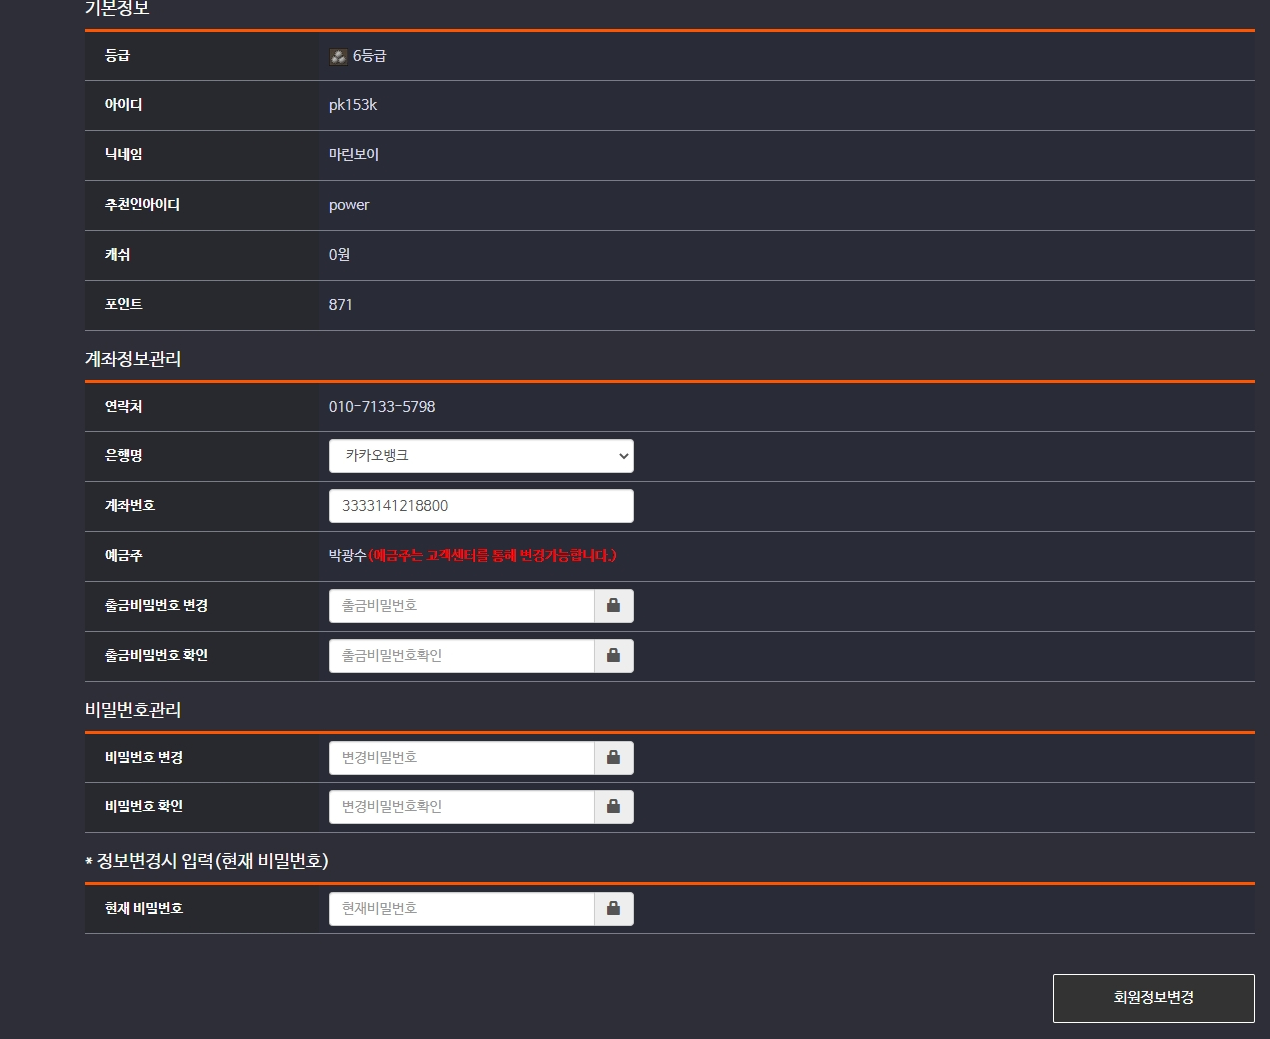 기본정보
등급 6등급
아이디 pk153k
닉네임 마린보이
추천인아이디 power
캐쉬 0원
포인트 871
계좌정보관리
연락처 010-7133-5798
은행명 카카오뱅크
계좌번호 3333141218800
예금주 박광수(예금주는 고객센터를 통해 변경가능합니다.)
출금비밀번호 변경 출금비밀번호
출금비밀번호 확인 출금비밀번호확인
비밀번호관리
비밀번호 변경 변경비밀번호
비밀번호 확인 변경비밀번호확인
* 정보변경시 입력(현재 비밀번호)
현재 비밀번호 현재비밀번호
회원정보변경